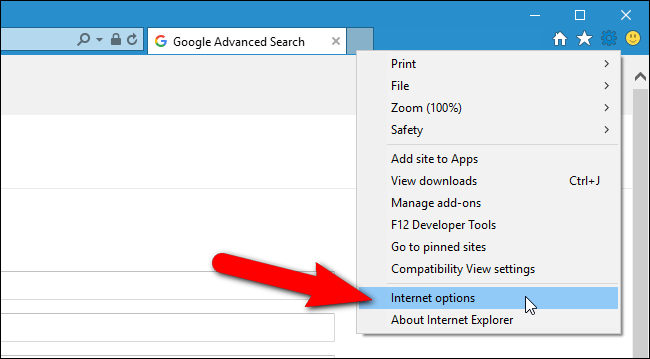 Google Advanced Search
Print
File
Zoom (100%)
Safety
Add site to Apps
View downloads Ctrl+J
Manage add-ons
F12 Developer Tools
Go to pinned sites
Compatibility View settings
Internet options
About Internet Explorer